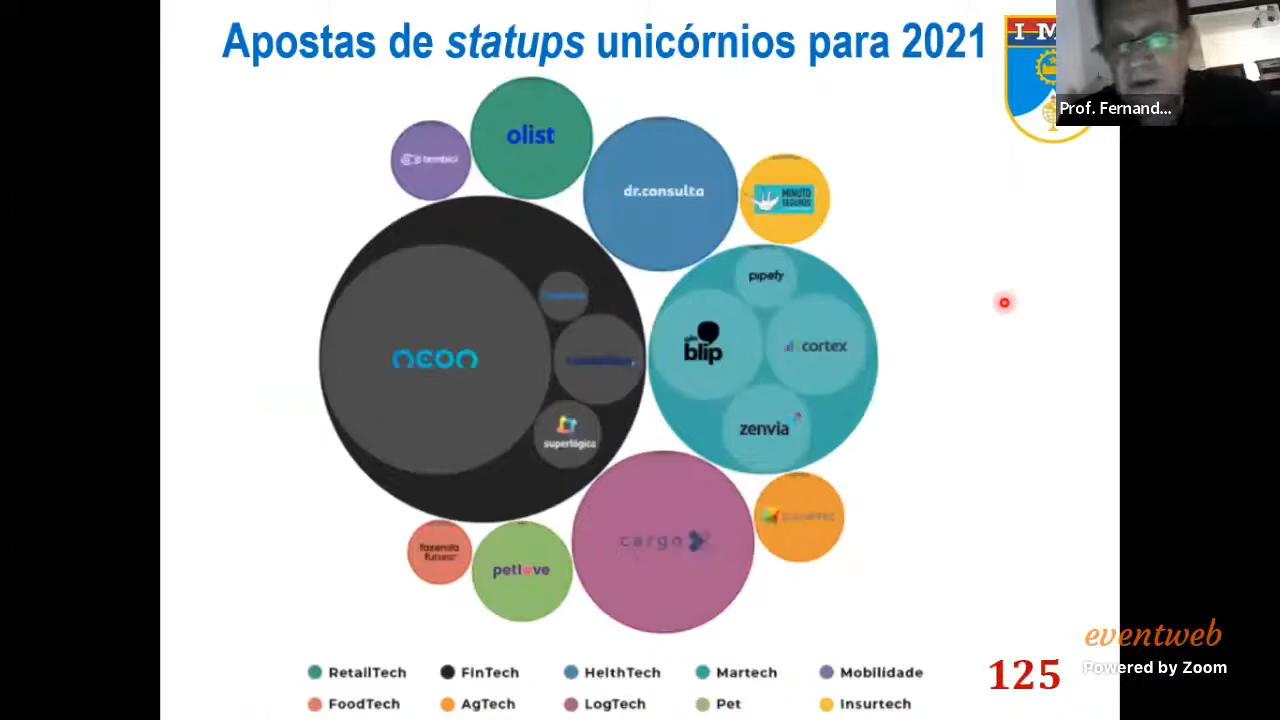 Apostas de statups unicórnios para 2021
I M
Prof. Fernand...
olist
tembici
dr.consulta
MINUTO
SEGUROS
pipefy
neon
blip
cortex
superlógica
zenvia
cargo
fazenda
futuro
petlove
RetailTech
FinTech
HelthTech
Martech
Mobilidade
FoodTech
AgTech
LogTech
Pet
Insurtech
125
eventweb
Powered by Zoom